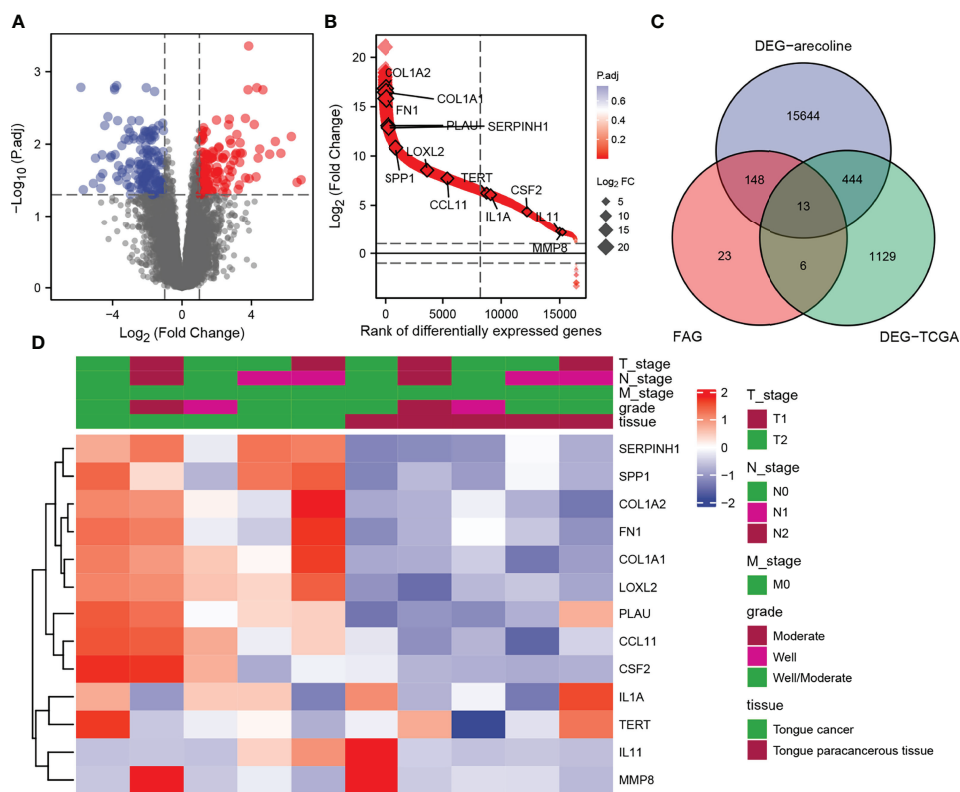 A
−Log10 (P.adj)
3
2
1
0
−4
0
4
Log2 (Fold Change)
B
Log2 (Fold Change)
20
15
10
5
0
COL1A2
COL1A1
FN1
PLAU
SERPINH1
LOXL2
SPP1
TERT
CCL11
IL1A
CSF2
IL11
MMP8
0
5000
10000
15000
Rank of differentially expressed genes
P.adj
0.6
0.4
0.2
Log2 FC
5
10
15
20
C
DEG−arecoline
15644
148
444
13
23
6
1129
FAG
DEG−TCGA
D
T_stage
N_stage
M_stage
grade
tissue
SERPINH1
SPP1
COL1A2
FN1
COL1A1
LOXL2
PLAU
CCL11
CSF2
IL1A
TERT
IL11
MMP8
2
1
0
−1
−2
T_stage
T1
T2
N_stage
N0
N1
N2
M_stage
M0
grade
Moderate
Well
Well/Moderate
tissue
Tongue cancer
Tongue paracancerous tissue